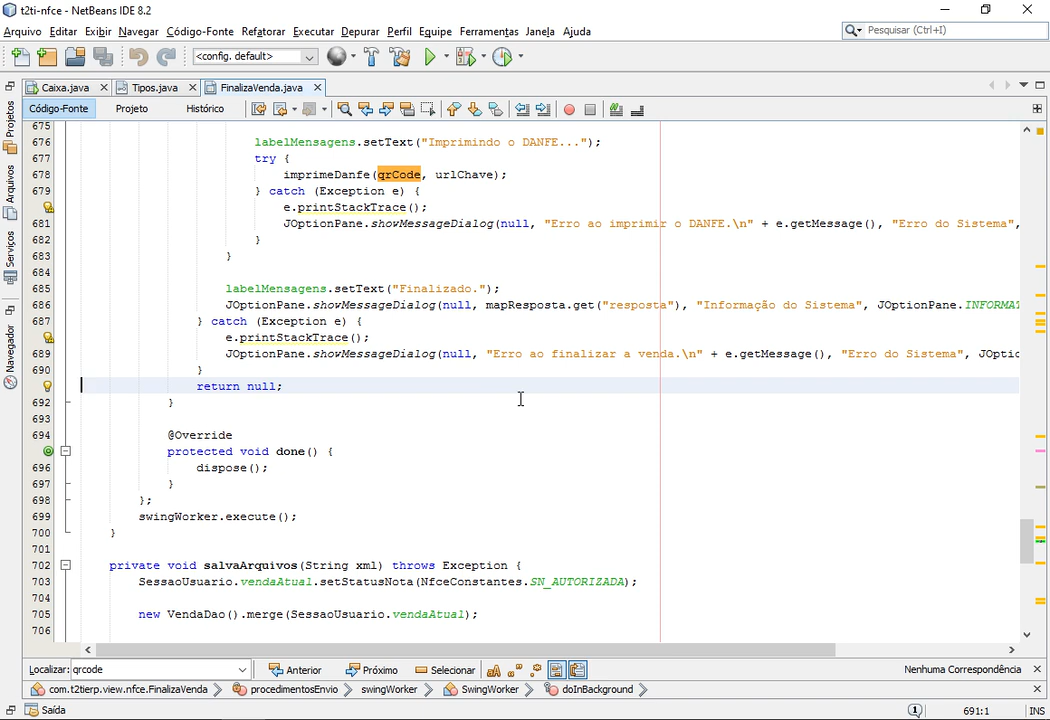 t2ti-nfce - NetBeans IDE 8.2
Arquivo Editar Exibir Navegar Código-Fonte Refatorar Executar Depurar Perfil Equipe Ferramentas Janela Ajuda
Pesquisar (Ctrl+I)
<config. default>
Caixa.java Tipos.java FinalizaVenda.java
Código-Fonte Projeto Histórico
Projetos
Arquivos
Serviços
Navegador
675
676 labelMensagens.setText("Imprimindo o DANFE...");
677 try {
678 imprimeDanfe(qrCode, urlChave);
679 } catch (Exception e) {
e.printStackTrace();
681 JOptionPane.showMessageDialog(null, "Erro ao imprimir o DANFE.\n" + e.getMessage(), "Erro do Sistema",
682 }
683 }
684
685 labelMensagens.setText("Finalizado.");
686 JOptionPane.showMessageDialog(null, mapResposta.get("resposta"), "Informação do Sistema", JOptionPane.INFORMAT
687 } catch (Exception e) {
e.printStackTrace();
689 JOptionPane.showMessageDialog(null, "Erro ao finalizar a venda.\n" + e.getMessage(), "Erro do Sistema", JOptio
690 }
return null;
692 }
693
694 @Override
protected void done() {
696 dispose();
697 }
698 };
699 swingWorker.execute();
700 }
701
702 private void salvaArquivos(String xml) throws Exception {
703 SessaoUsuario.vendaAtual.setStatusNota(NfceConstantes.SN_AUTORIZADA);
704
705 new VendaDao().merge(SessaoUsuario.vendaAtual);
706
Localizar: qrcode Anterior Próximo Selecionar Nenhuma Correspondência
com.t2tierp.view.nfce.FinalizaVenda procedimentosEnvio swingWorker SwingWorker doInBackground
Saída 1 691:1 INS